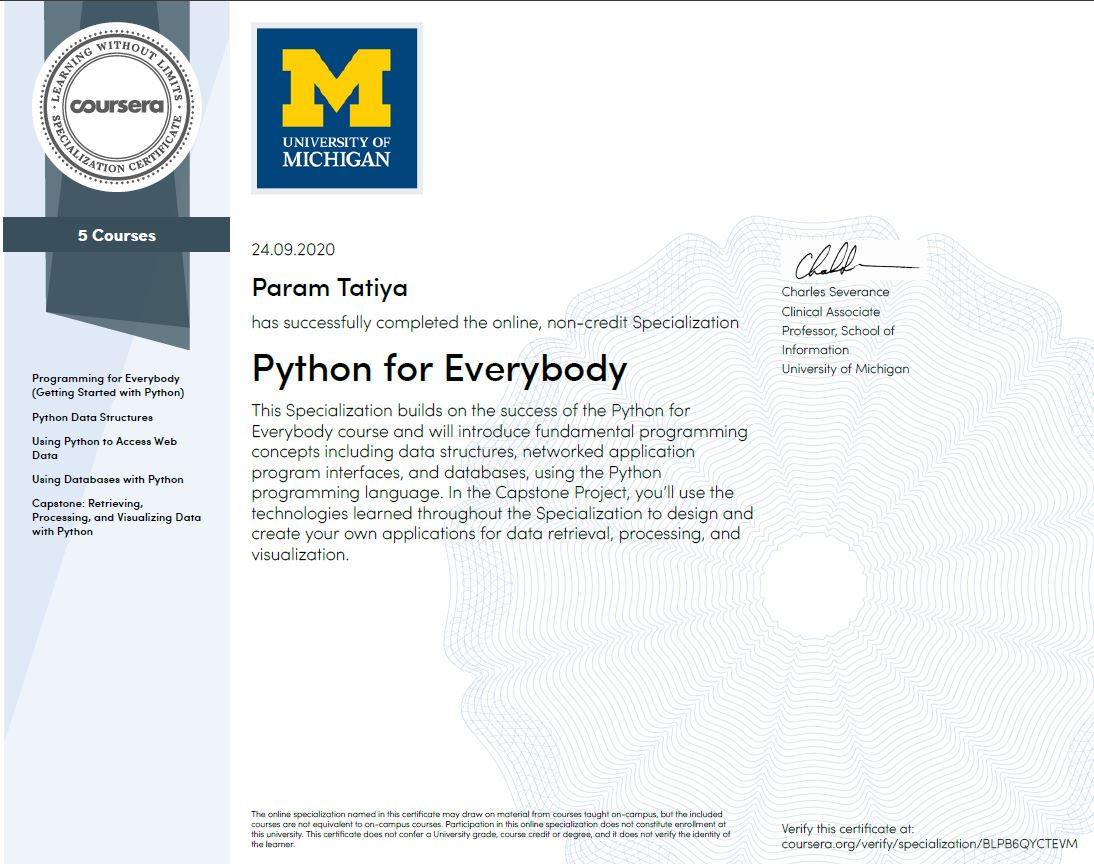 LEARNING WITHOUT LIMITS
coursera
SPECIALIZATION CERTIFICATE
5 Courses
Programming for Everybody
(Getting Started with Python)
Python Data Structures
Using Python to Access Web
Data
Using Databases with Python
Capstone: Retrieving,
Processing, and Visualizing Data
with Python
M
UNIVERSITY OF
MICHIGAN
24.09.2020
Param Tatiya
has successfully completed the online, non-credit Specialization
Python for Everybody
This Specialization builds on the success of the Python for
Everybody course and will introduce fundamental programming
concepts including data structures, networked application
program interfaces, and databases, using the Python
programming language. In the Capstone Project, you’ll use the
technologies learned throughout the Specialization to design and
create your own applications for data retrieval, processing, and
visualization.
Charles Severance
Clinical Associate
Professor, School of
Information
University of Michigan
The online specialization named in this certificate may draw on material from courses taught on-campus, but the included
courses are not equivalent to on-campus courses. Participation in this online specialization does not constitute enrollment at
this university. This certificate does not confer a University grade, course credit or degree, and it does not verify the identity of
the learner.
Verify this certificate at:
coursera.org/verify/specialization/BLPB6QYCTEVM